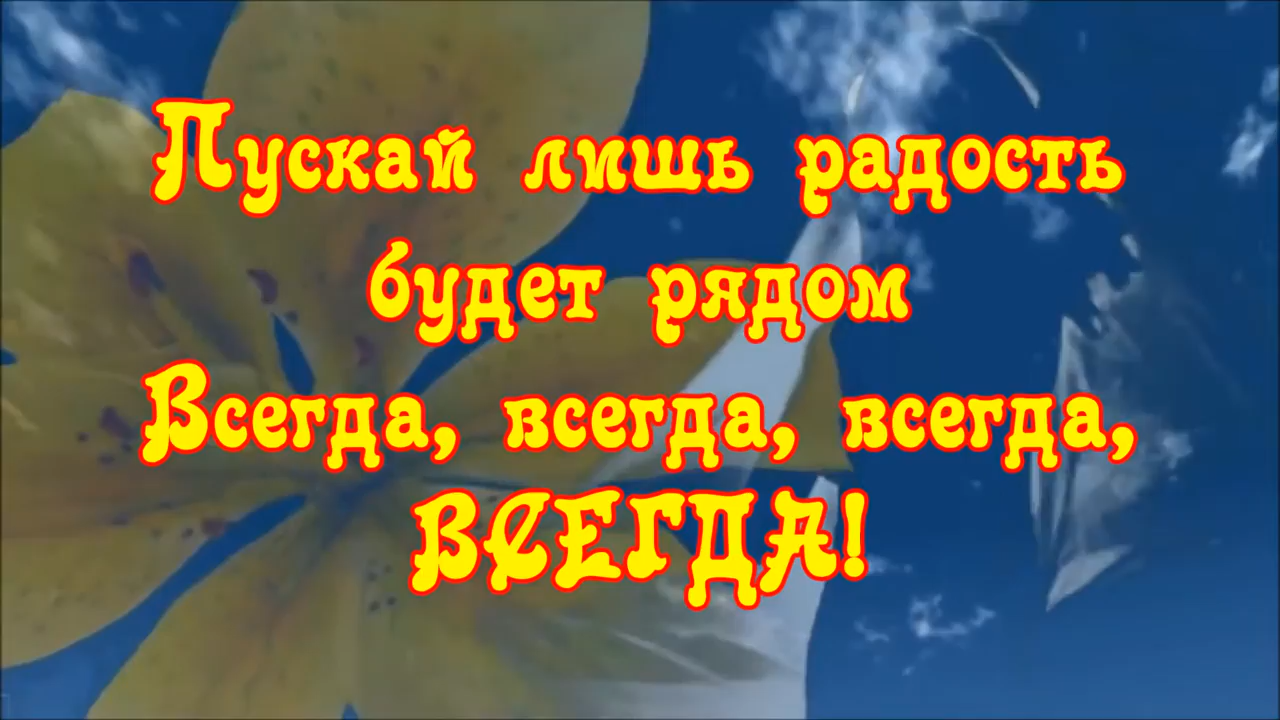 Пускай лишь радость
будет рядом
Всегда, всегда, всегда,
ВСЕГДА!